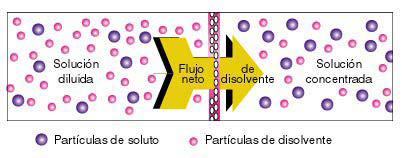 Solución
diluida
Flujo
neto
de
disolvente
Solución
concentrada
Partículas de soluto
Partículas de disolvente